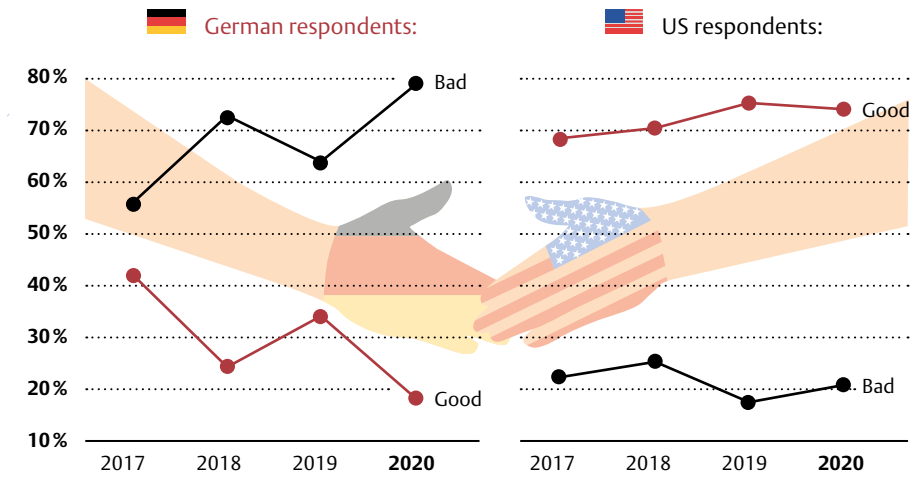 German respondents:
US respondents:
80%
70%
60%
50%
40%
30%
20%
10%
Bad
Good
Good
Bad
2017 2018 2019 2020
2017 2018 2019 2020